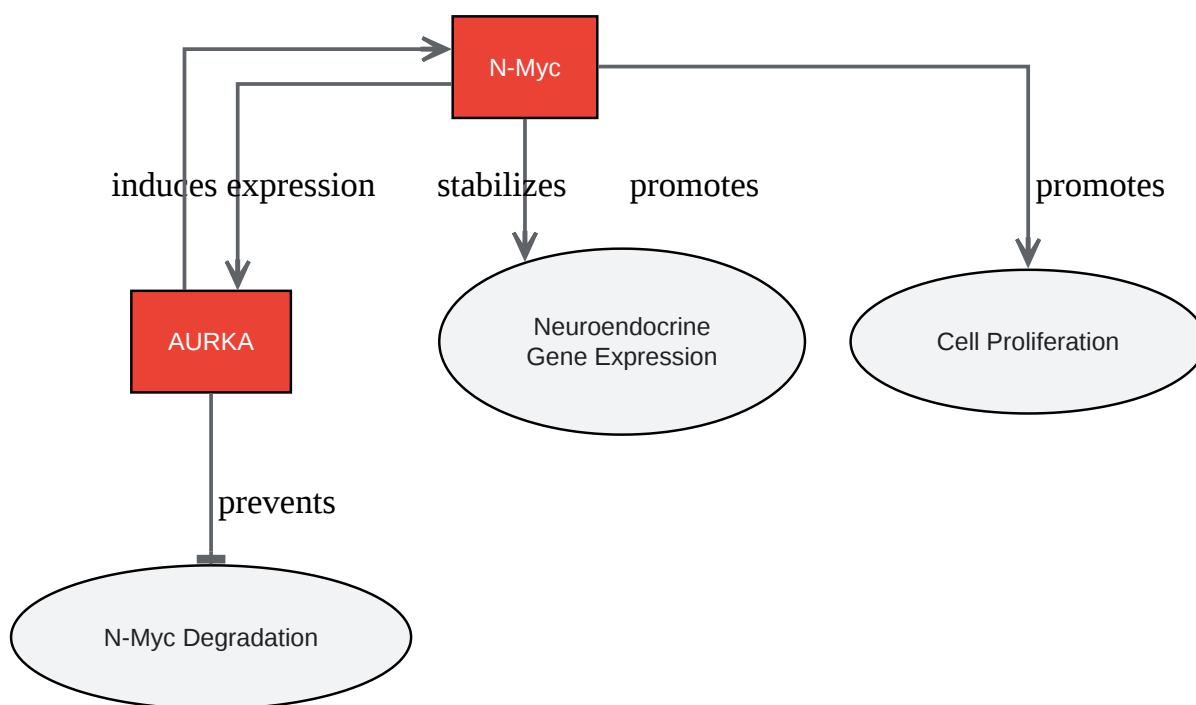 N-Myc
induces expression
stabilizes
promotes
promotes
AURKA
Neuroendocrine
Gene Expression
Cell Proliferation
prevents
N-Myc Degradation